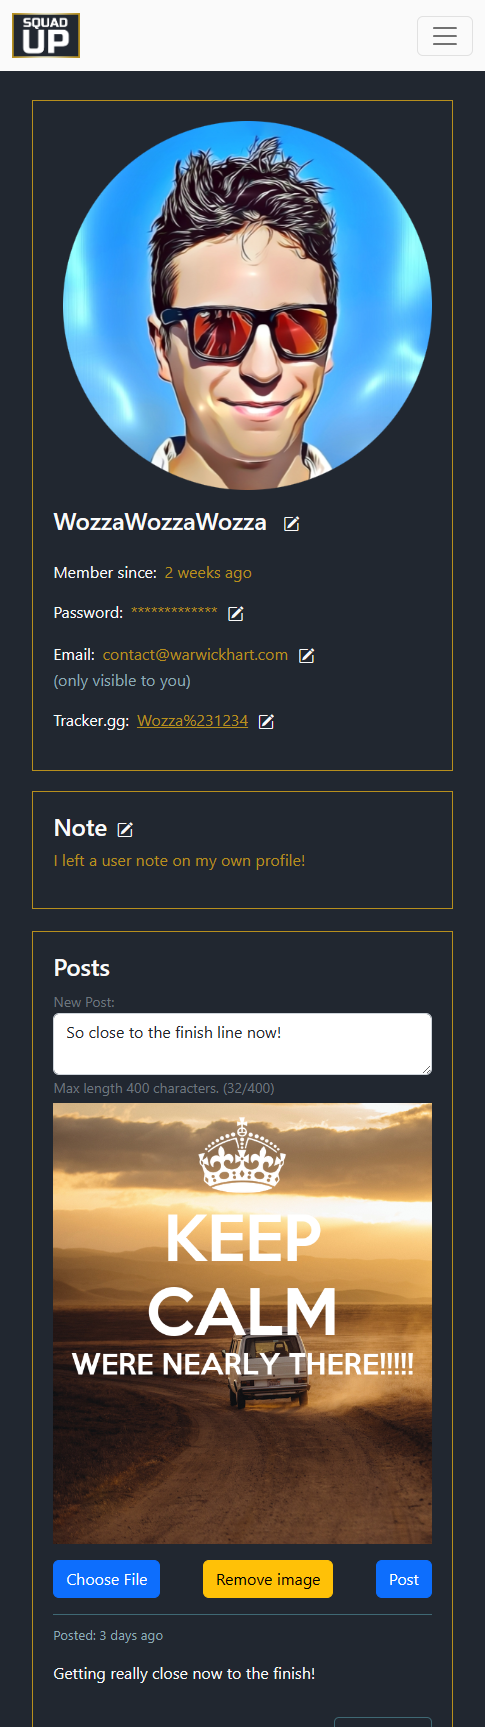 SQUAD
UP
WozzaWozzaWozza
Member since: 2 weeks ago
Password: *************
Email: contact@warwickhart.com
(only visible to you)
Tracker.gg: Wozza%231234
Note
I left a user note on my own profile!
Posts
New Post:
So close to the finish line now!
Max length 400 characters. (32/400)
KEEP
CALM
WERE NEARLY THERE!!!!!
Choose File Remove image Post
Posted: 3 days ago
Getting really close now to the finish!